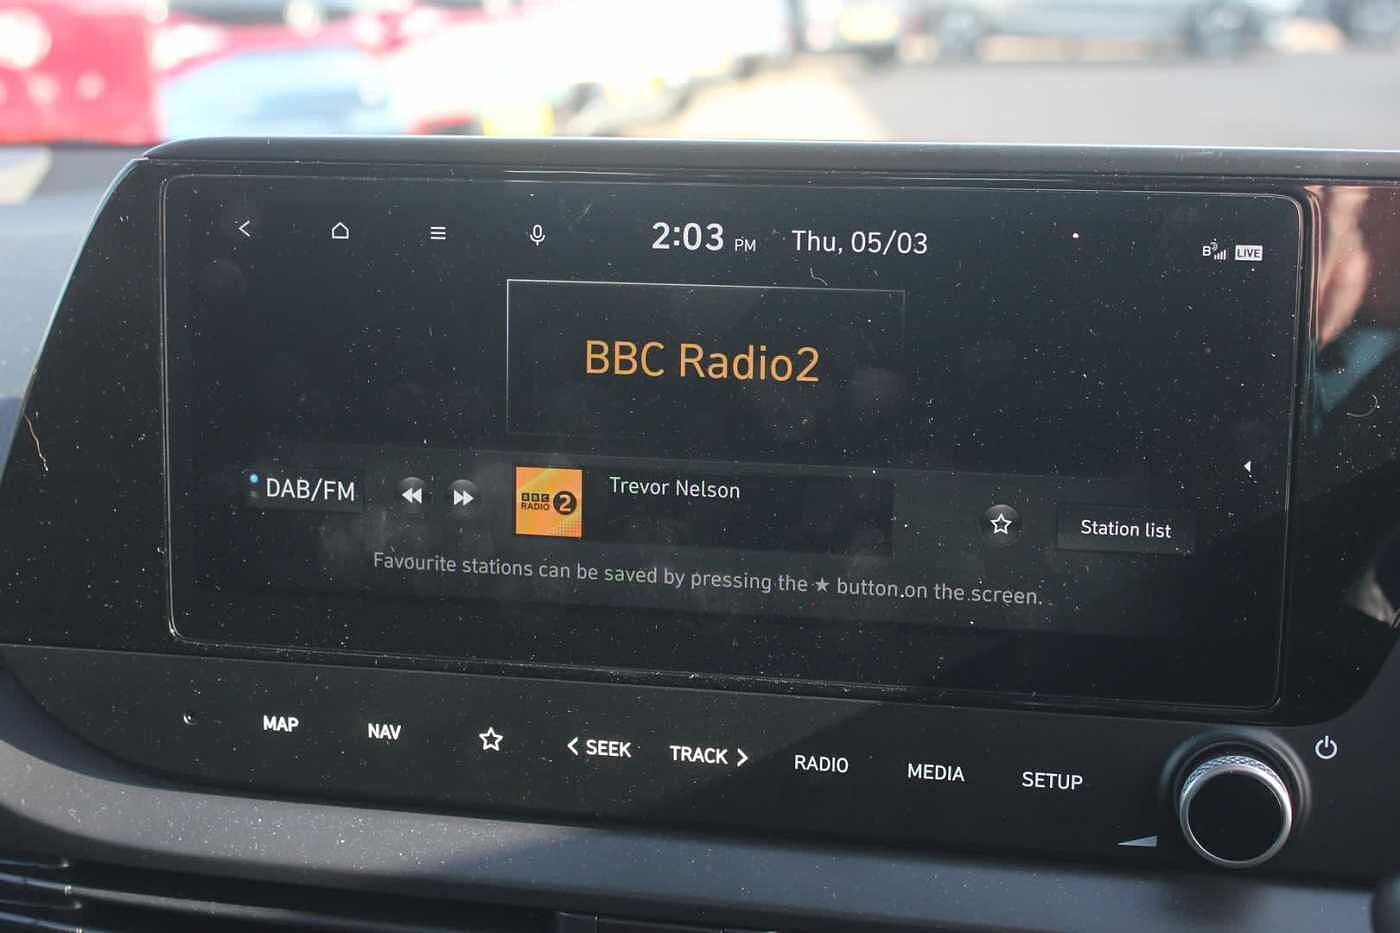 2:03 PM Thu, 05/03
B LIVE
BBC Radio2
DAB/FM
BBC
RADIO 2
Trevor Nelson
Station list
Favourite stations can be saved by pressing the ★ button on the screen.
MAP NAV SEEK TRACK RADIO MEDIA SETUP